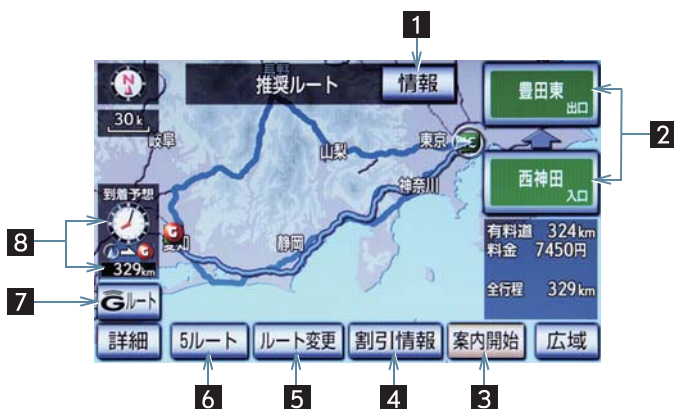 1
N
推奨ルート
情報
豊田東
出口
30k
岐阜
山梨
東京
2
西神田
入口
神奈川
到着予想
8
G
愛知
静岡
有料道 324km
料金 7450円
G
329km
全行程 329km
7
Gルート
詳細
5ルート
ルート変更
割引情報
案内開始
広域
6
5
4
3